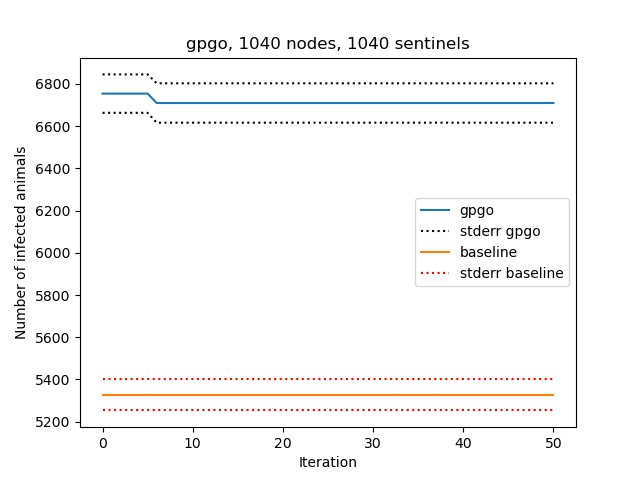 gpgo, 1040 nodes, 1040 sentinels
Number of infected animals
6800
6600
6400
6200
6000
5800
5600
5400
5200
gpgo
stderr gpgo
baseline
stderr baseline
0 10 20 30 40 50
Iteration